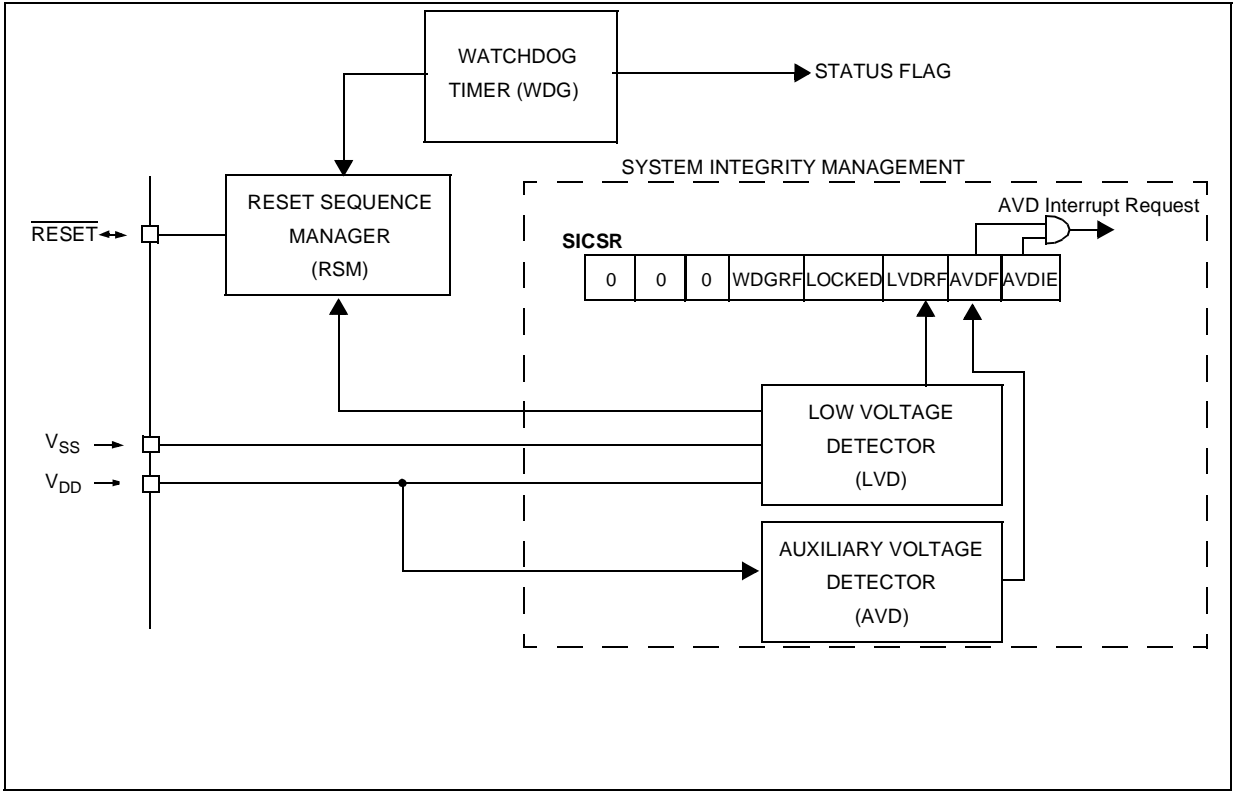 WATCHDOG
TIMER (WDG)
STATUS FLAG
SYSTEM INTEGRITY MANAGEMENT
RESET SEQUENCE
MANAGER
(RSM)
RESET
AVD Interrupt Request
SICSR
0 0 0 WDGRF LOCKED LVDRF AVDF AVDIE
LOW VOLTAGE
DETECTOR
(LVD)
VSS
VDD
AUXILIARY VOLTAGE
DETECTOR
(AVD)